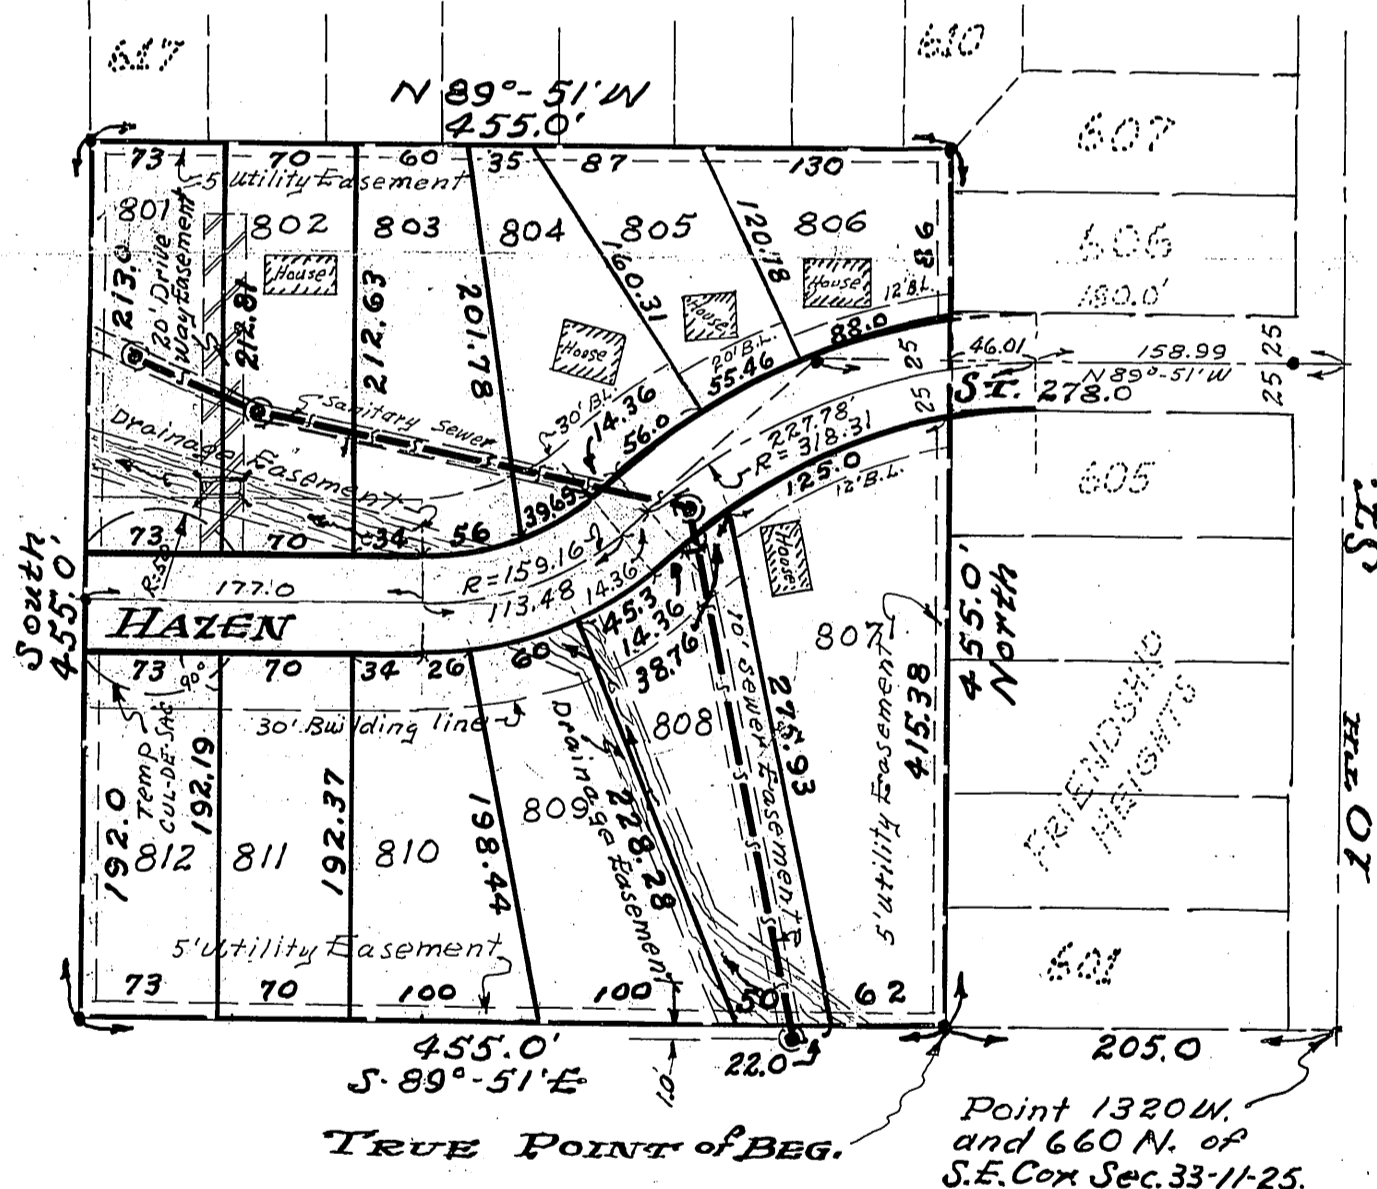 617
610
N 89°-51' W
455.0'
607
73 70 60 35 87 130
5' Utility Easement
801
802
803
804
805
806
606
180.0'
20' Drive
Way Easement
213.0
212.81
212.63
201.78
160.31
120.78
86
House
House
House
House
12' B.L.
88.0
20' B.L.
55.46
30' B.L.
14.36
56.0
39.69
25
25
46.01
158.99
N 89°-51' W
25 25
ST. 278.0
Sanitary Sewer
S
Drainage Easement
227.78'
R=318.31
125.0
12' B.L.
605
73 70 34 56
R=50'
177.0
R=159.16
113.48
14.36
HAZEN
South
455.0'
House
45.3
14.36
38.76
807
455.0'
North
73 70 34 26 60
90°
30' Building line
Temp
CUL-DE-SAC
192.0
192.19
192.37
198.44
812
811
810
809
808
Drainage Easement
228.28
10' Sewer Easement
275.93
5' Utility Easement
415.38
FRIENDSHIP
HEIGHTS
601
5' Utility Easement
73 70 100 100 50 62
455.0'
S. 89°-51' E
1.0'
22.0
205.0
TRUE POINT of BEG.
Point 1320 W.
and 660 N. of
S.E. Cor Sec. 33-11-25.